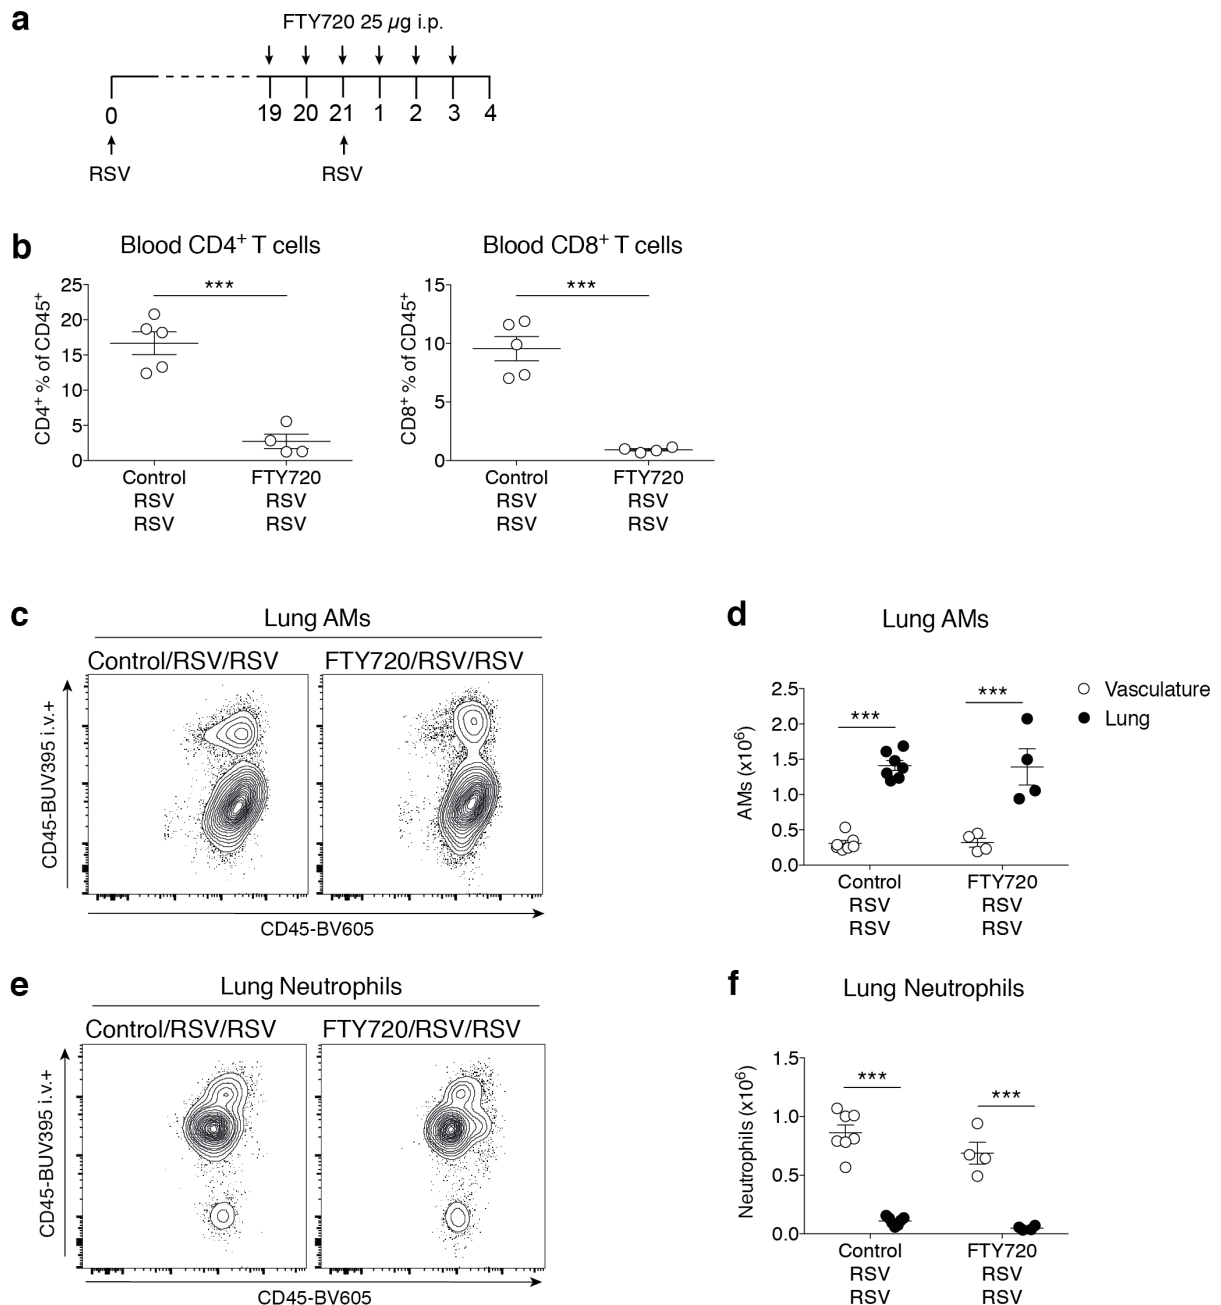 a
FTY720 25 µg i.p.
0 19 20 21 1 2 3 4
RSV RSV
b
Blood CD4+ T cells
CD4+ % of CD45+
25
20
15
10
5
0
***
Control FTY720
RSV RSV
RSV RSV
Blood CD8+ T cells
CD8+ % of CD45+
15
10
5
0
***
Control FTY720
RSV RSV
RSV RSV
c
Lung AMs
Control/RSV/RSV FTY720/RSV/RSV
CD45-BUV395 i.v.+
CD45-BV605
d
Lung AMs
AMs (x10⁶)
2.5
2.0
1.5
1.0
0.5
0.0
*** ***
Vasculature
Lung
Control FTY720
RSV RSV
RSV RSV
e
Lung Neutrophils
Control/RSV/RSV FTY720/RSV/RSV
CD45-BUV395 i.v.+
CD45-BV605
f
Lung Neutrophils
Neutrophils (x10⁶)
1.5
1.0
0.5
0.0
*** ***
Control FTY720
RSV RSV
RSV RSV